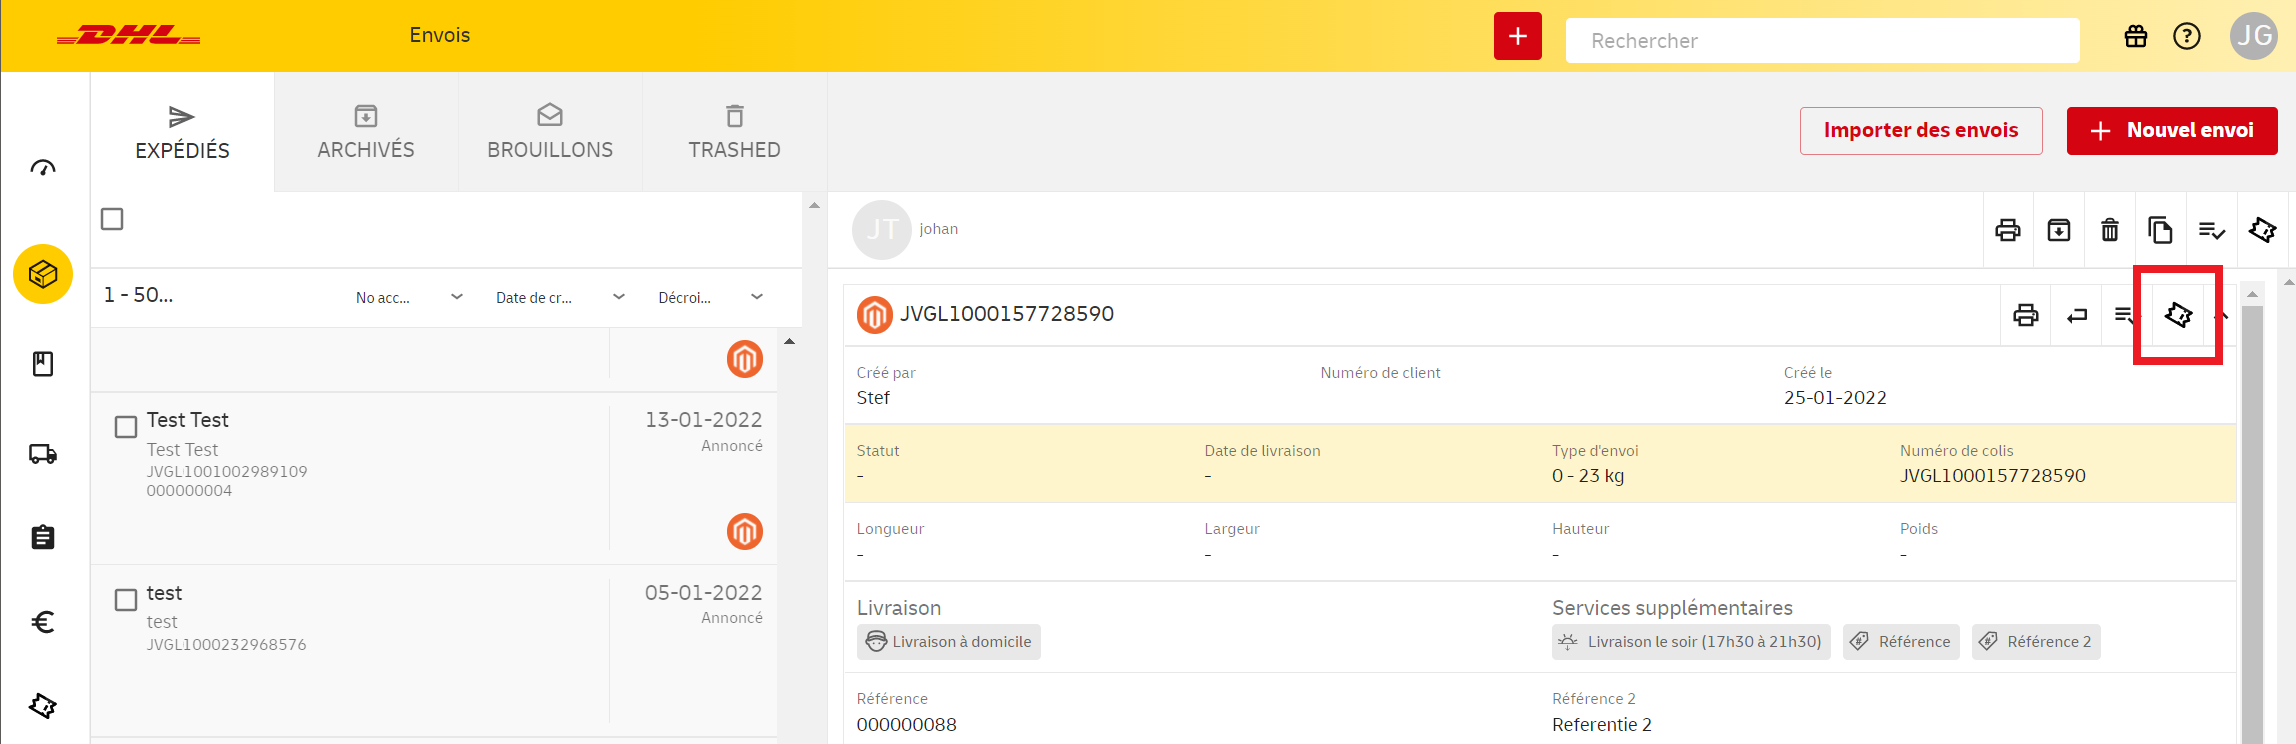 DHL
Envois
+
Rechercher
?
JG
EXPÉDIÉS
ARCHIVÉS
BROUILLONS
TRASHED
Importer des envois
+ Nouvel envoi
JT
johan
1 - 50...
No acc...
Date de cr...
Décroi...
JVGL1000157728590
Créé par
Stef
Numéro de client
Créé le
25-01-2022
Test Test
Test Test
JVGL1001002989109
000000004
13-01-2022
Annoncé
Statut
-
Date de livraison
-
Type d'envoi
0 - 23 kg
Numéro de colis
JVGL1000157728590
Longueur
-
Largeur
-
Hauteur
-
Poids
-
test
test
JVGL1000232968576
05-01-2022
Annoncé
Livraison
Livraison à domicile
Services supplémentaires
Livraison le soir (17h30 à 21h30)
Référence
Référence 2
Référence
000000088
Référence 2
Referentie 2